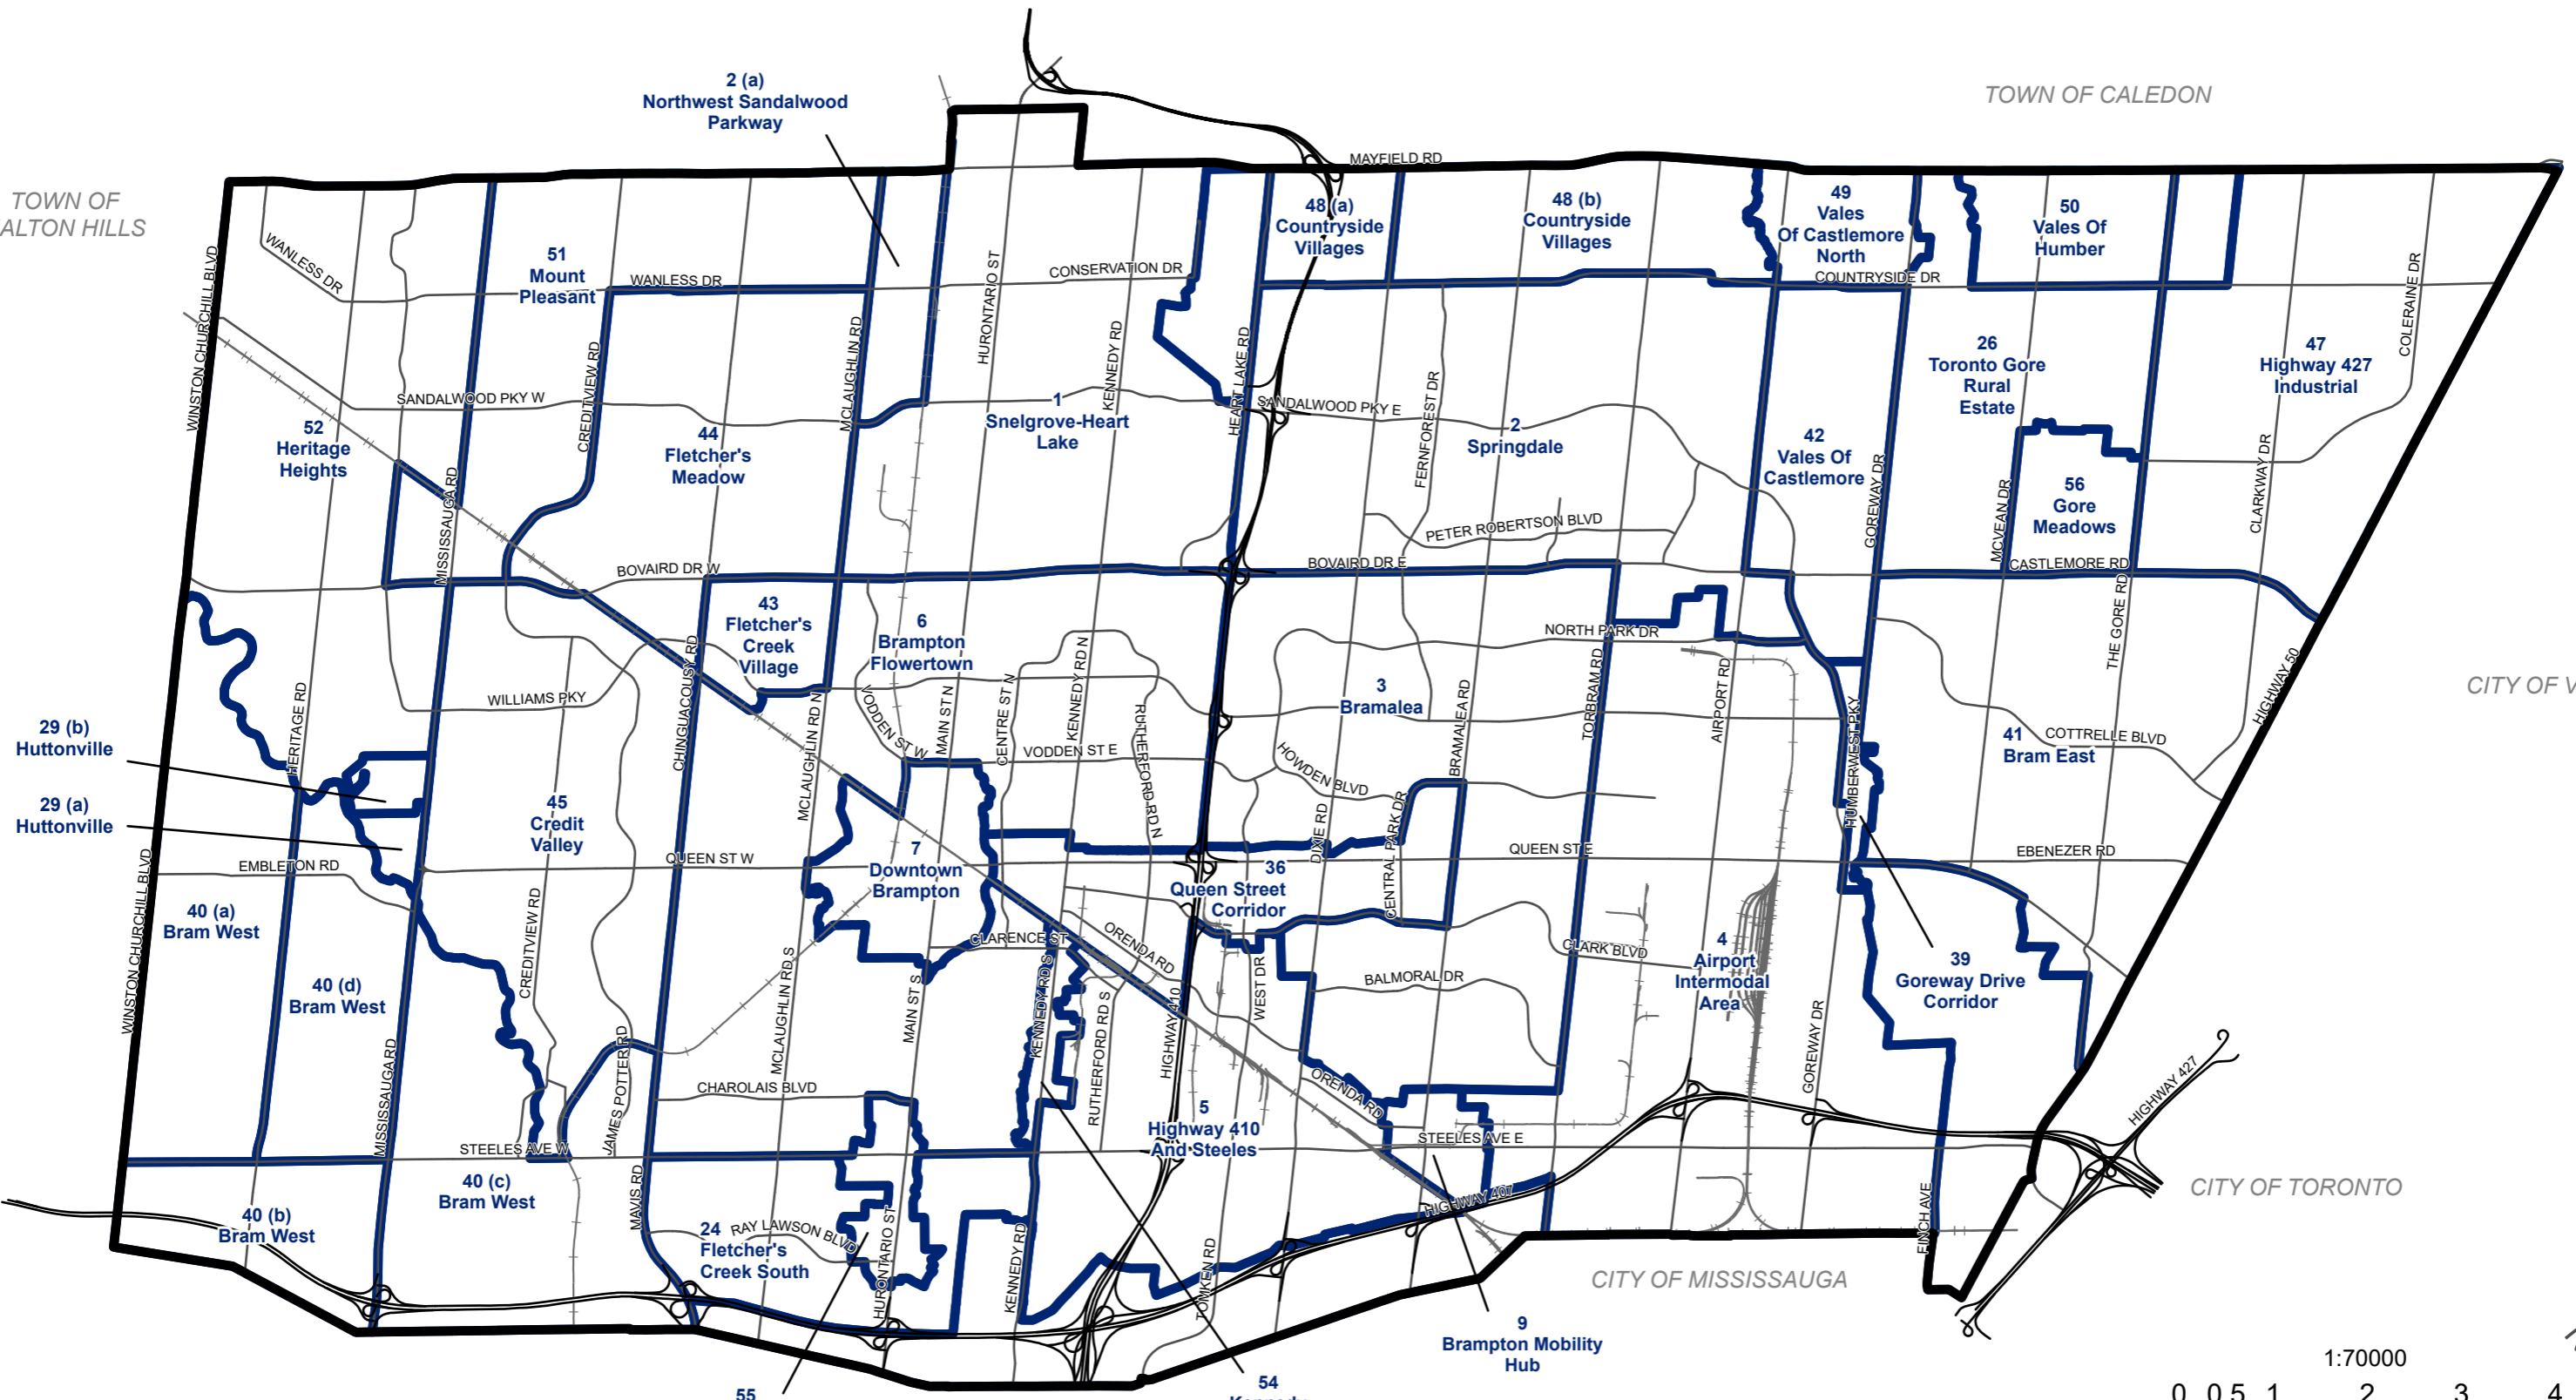 2 (a)
Northwest Sandalwood
Parkway
TOWN OF CALEDON
MAYFIELD RD
TOWN OF
ALTON HILLS
51
Mount
Pleasant
48 (a)
Countryside
Villages
48 (b)
Countryside
Villages
49
Vales
Of Castlemore
North
50
Vales Of
Humber
WANLESS DR
WANLESS DR
CONSERVATION DR
COUNTRYSIDE DR
HURONTARIO ST
COLERAINE DR
WINSTON CHURCHILL BLVD
CREDITVIEW RD
MCLAUGHLIN RD
KENNEDY RD
HEART LAKE RD
26
Toronto Gore
Rural
Estate
47
Highway 427
Industrial
SANDALWOOD PKY W
SANDALWOOD PKY E
FERNFOREST DR
52
Heritage
Heights
44
Fletcher's
Meadow
1
Snelgrove-Heart
Lake
2
Springdale
42
Vales Of
Castlemore
GOREWAY DR
CLARKWAY DR
MCVEAN DR
56
Gore
Meadows
MISSISSAUGA RD
PETER ROBERTSON BLVD
BOVAIRD DR W
BOVAIRD DR E
CASTLEMORE RD
43
Fletcher's
Creek
Village
6
Brampton
Flowertown
NORTH PARK DR
THE GORE RD
HIGHWAY 50
CITY OF V
CHINGUACOUSY RD
KENNEDY RD N
WILLIAMS PKY
HERITAGE RD
VODDEN ST W
MAIN ST N
CENTRE ST N
RUTHERFORD RD N
VODDEN ST E
MCLAUGHLIN RD N
3
Bramalea
HOWDEN BLVD
BRAMALEA RD
TORBRAM RD
AIRPORT RD
HUMBERWEST PKY
41
Bram East
COTTRELLE BLVD
29 (b)
Huttonville
29 (a)
Huttonville
45
Credit
Valley
7
Downtown
Brampton
DIXIE RD
CENTRAL PARK DR
QUEEN ST W
QUEEN ST E
EBENEZER RD
EMBLETON RD
36
Queen Street
Corridor
WINSTON CHURCHILL BLVD
40 (a)
Bram West
40 (d)
Bram West
CREDITVIEW RD
CLARENCE ST
ORENDA RD
CLARK BLVD
BALMORAL DR
WEST DR
4
Airport
Intermodal
Area
39
Goreway Drive
Corridor
MCLAUGHLIN RD S
MAIN ST S
KENNEDY RD S
RUTHERFORD RD S
HIGHWAY 410
GOREWAY DR
MISSISSAUGA RD
JAMES POTTER RD
CHAROLAIS BLVD
ORENDA RD
HIGHWAY 427
5
Highway 410
And Steeles
STEELES AVE W
STEELES AVE E
40 (c)
Bram West
40 (b)
Bram West
MAVIS RD
24
Fletcher's
Creek South
RAY LAWSON BLVD
HURONTARIO ST
KENNEDY RD
TOMKEN RD
HIGHWAY 407
FINCH AVE
CITY OF TORONTO
CITY OF MISSISSAUGA
9
Brampton Mobility
Hub
1:70000
55
54
0 0.5 1 2 3 4